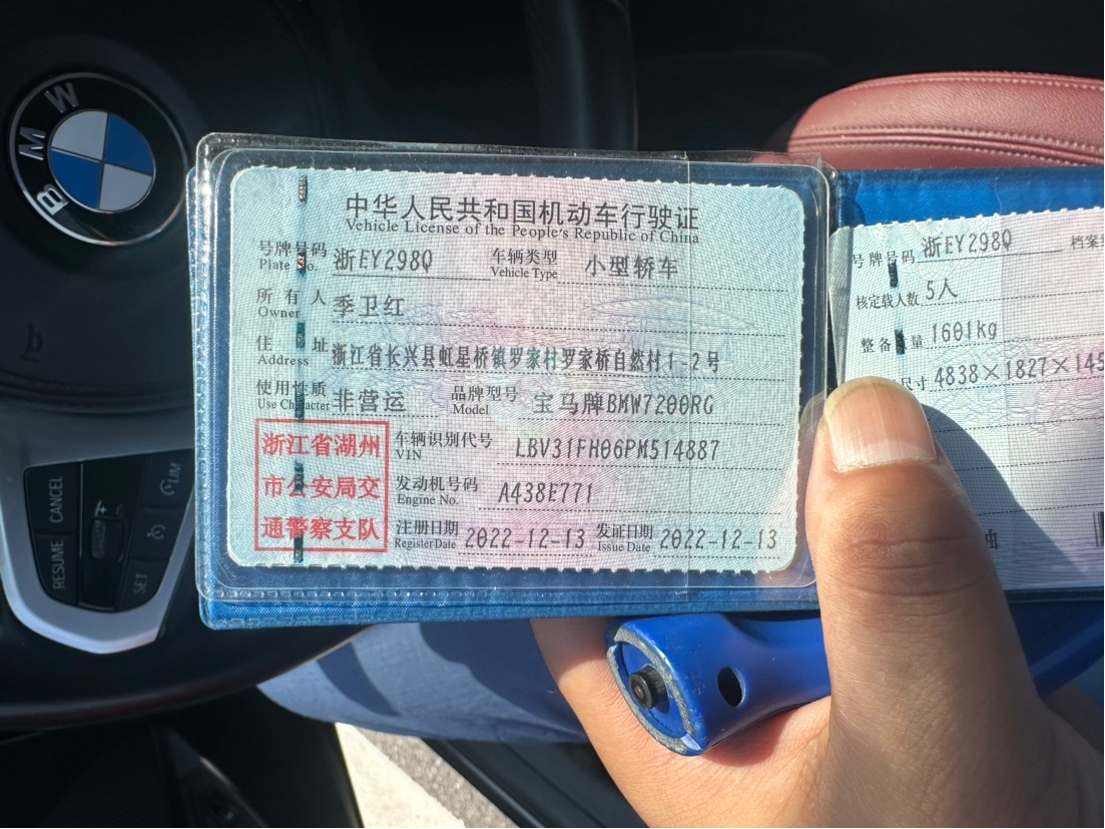 BMW
中华人民共和国机动车行驶证
Vehicle License of the People's Republic of China
号牌号码 浙EY298Q 车辆类型 小型轿车
Plate No. Vehicle Type
所有人 季卫红
Owner
住址 浙江省长兴县虹星桥镇罗家村罗家桥自然村1-2号
Address
使用性质 非营运 品牌型号 宝马牌BMW7200RG
Use Character Model
浙江省湖州
市公安局交
通警察支队
车辆识别代号 LBV31FH06PM514887
VIN
发动机号码 A438E771
Engine No.
注册日期 2022-12-13 发证日期 2022-12-13
Register Date Issue Date
号牌号码 浙EY298Q 档案
核定载人数 5人
整备质量 1601kg
尺寸 4838×1827×145
油
CANCEL
LIM
RESUME
SET